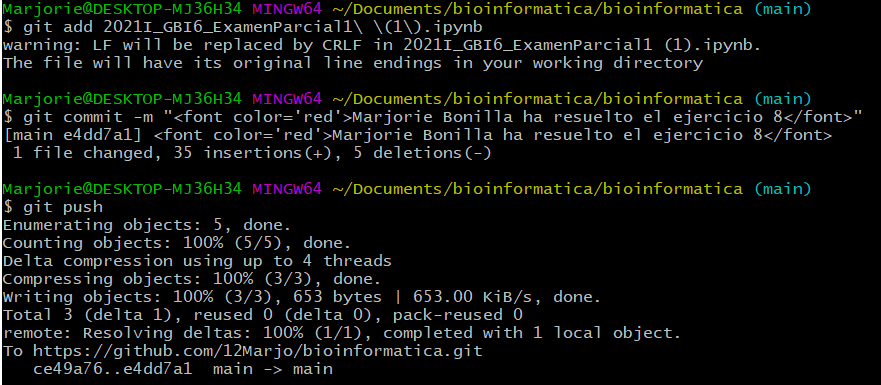 Marjorie@DESKTOP-MJ36H34 MINGW64 ~/Documents/bioinformatica/bioinformatica (main)
$ git add 2021I_GBI6_ExamenParcial1\ \(1\).ipynb
warning: LF will be replaced by CRLF in 2021I_GBI6_ExamenParcial1 (1).ipynb.
The file will have its original line endings in your working directory
Marjorie@DESKTOP-MJ36H34 MINGW64 ~/Documents/bioinformatica/bioinformatica (main)
$ git commit -m "<font color='red'>Marjorie Bonilla ha resuelto el ejercicio 8</font>"
[main e4dd7a1] <font color='red'>Marjorie Bonilla ha resuelto el ejercicio 8</font>
 1 file changed, 35 insertions(+), 5 deletions(-)
Marjorie@DESKTOP-MJ36H34 MINGW64 ~/Documents/bioinformatica/bioinformatica (main)
$ git push
Enumerating objects: 5, done.
Counting objects: 100% (5/5), done.
Delta compression using up to 4 threads
Compressing objects: 100% (3/3), done.
Writing objects: 100% (3/3), 653 bytes | 653.00 KiB/s, done.
Total 3 (delta 1), reused 0 (delta 0), pack-reused 0
remote: Resolving deltas: 100% (1/1), completed with 1 local object.
To https://github.com/12Marjo/bioinformatica.git
   ce49a76..e4dd7a1  main -> main